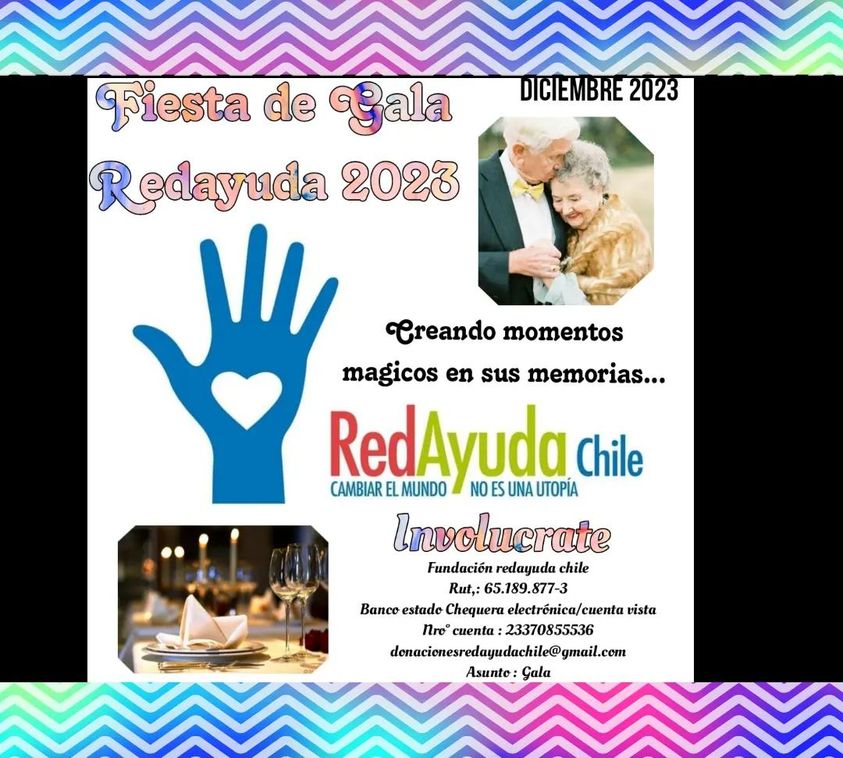 Fiesta de Gala
Redayuda 2023
DICIEMBRE 2023
Creando momentos
magicos en sus memorias...
RedAyuda Chile
CAMBIAR EL MUNDO NO ES UNA UTOPÍA
Involucrate
Fundación redayuda chile
Rut,: 65.189.877-3
Banco estado Chequera electrónica/cuenta vista
Nro° cuenta : 23370855536
donacionesredayudachile@gmail.com
Asunto : Gala